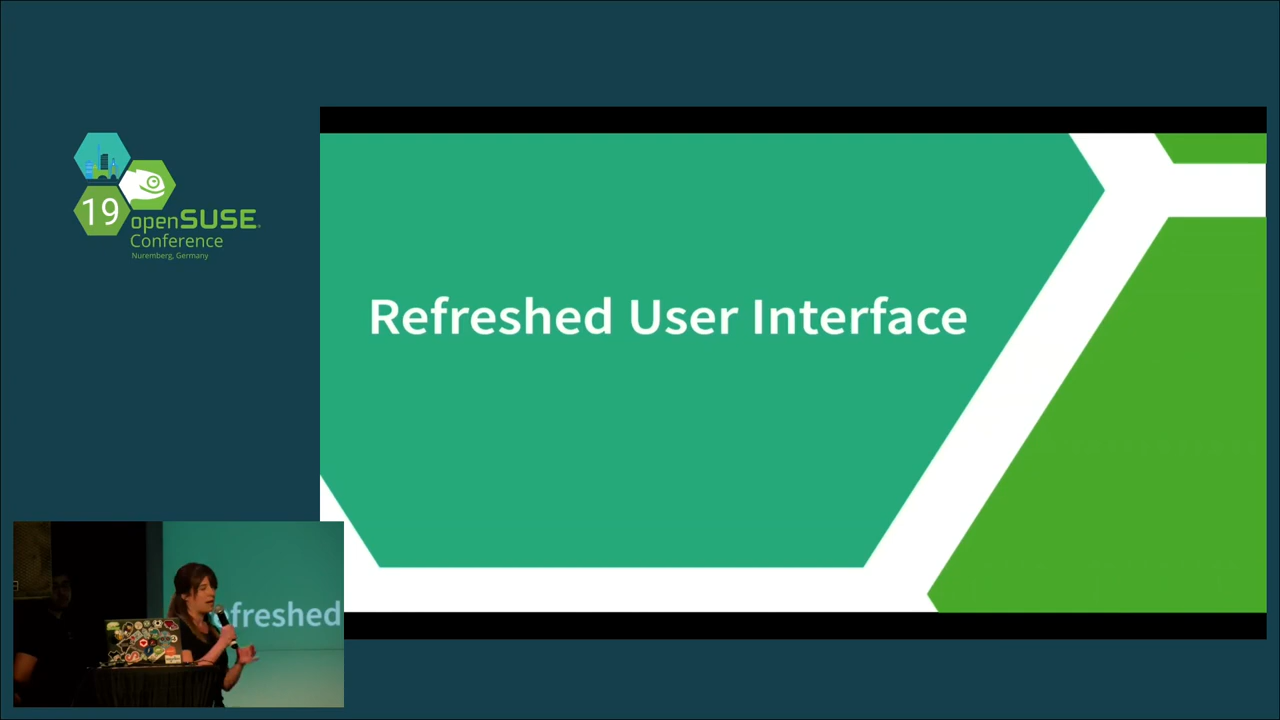 19
openSUSE
Conference
Nuremberg, Germany
Refreshed User Interface
freshed